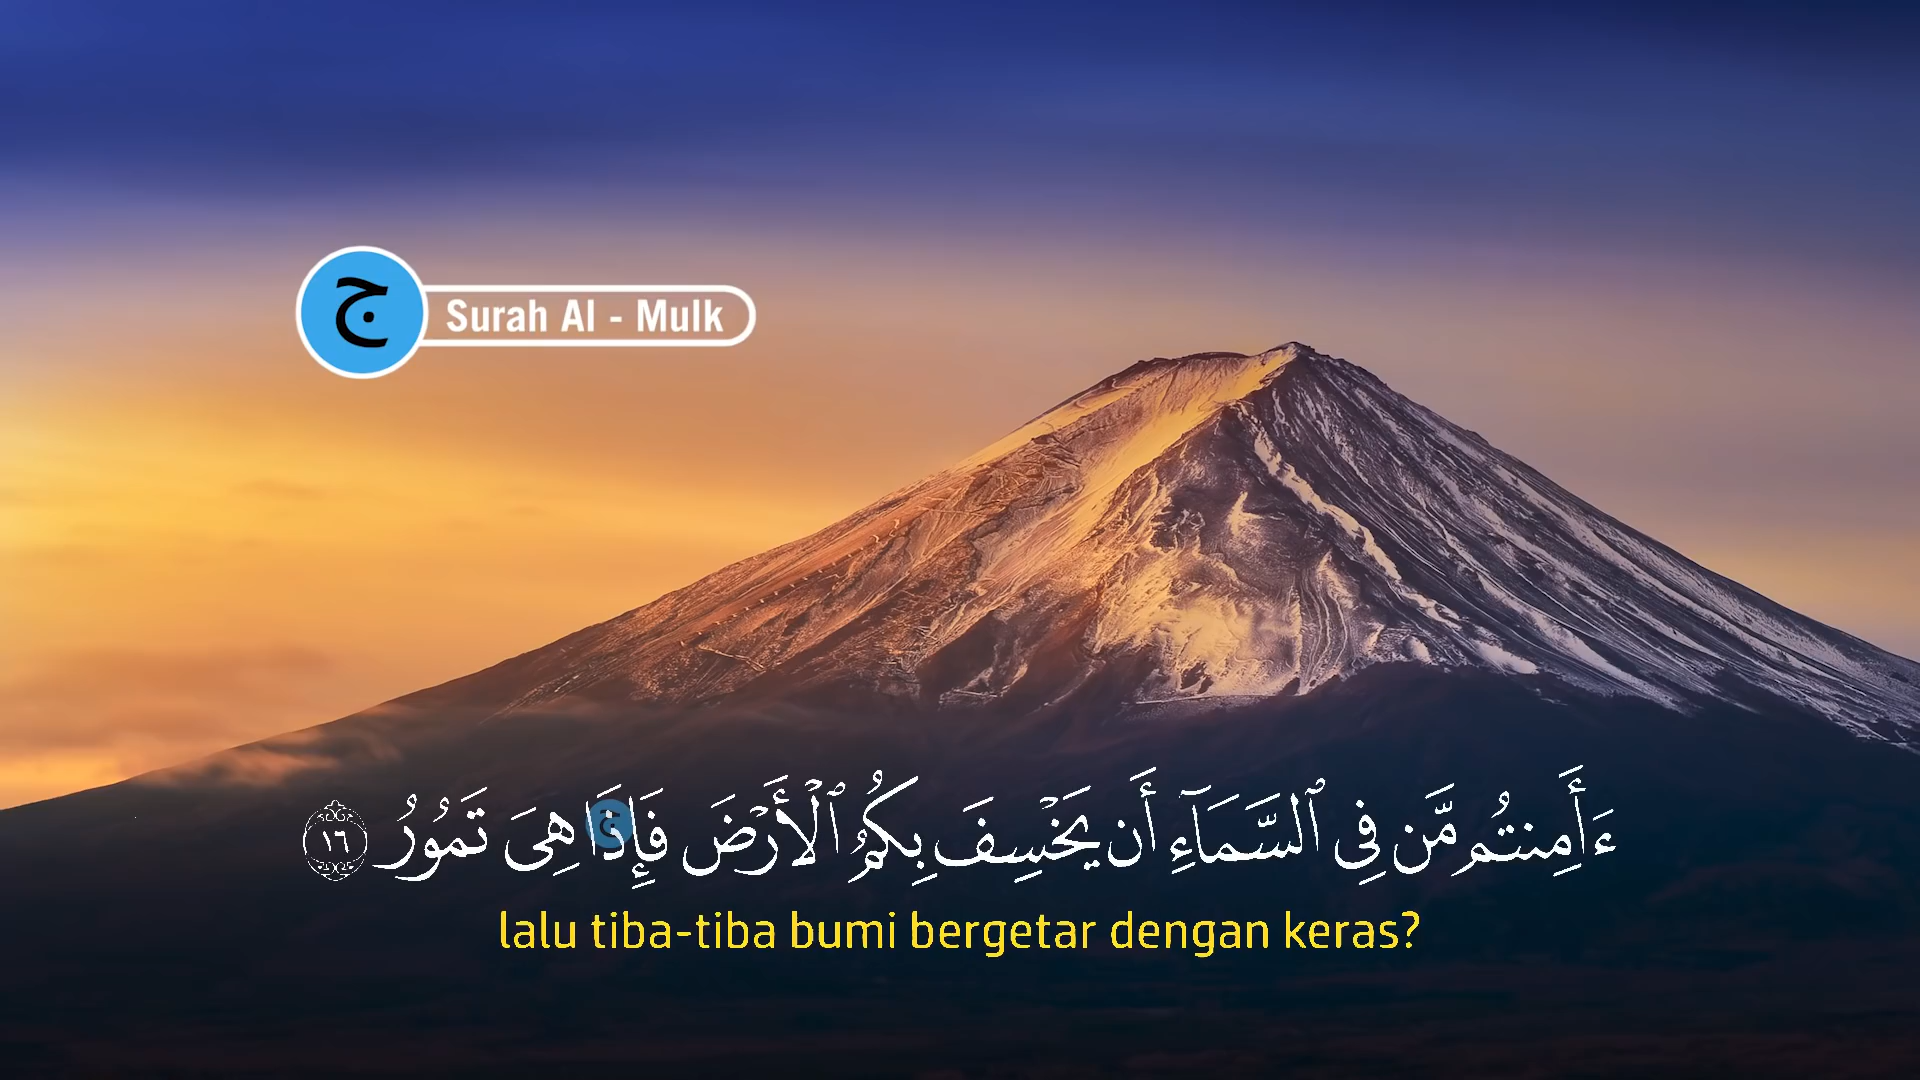 ج
Surah Al - Mulk
ءَأَمِنتُم مَّن فِى ٱلسَّمَآءِ أَن يَخْسِفَ بِكُمُ ٱلْأَرْضَ فَإِذَا هِىَ تَمُورُ ١٦
ج
lalu tiba-tiba bumi bergetar dengan keras?